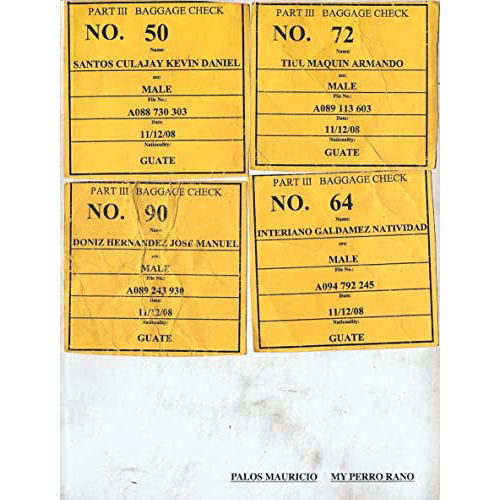 PART III BAGGAGE CHECK
NO. 50
Name:
SANTOS CULAJAY KEVIN DANIEL
sex:
MALE
File No.:
A088 730 303
Date:
11/12/08
Nationality:
GUATE
PART III BAGGAGE CHECK
NO. 72
Name:
TIUL MAQUIN ARMANDO
sex:
MALE
File No.:
A089 113 603
Date:
11/12/08
Nationality:
GUATE
PART III BAGGAGE CHECK
NO. 90
Name:
DONIZ HERNANDEZ JOSE MANUEL
sex:
MALE
File No.:
A089 243 930
Date:
11/12/08
Nationality:
GUATE
PART III BAGGAGE CHECK
NO. 64
Name:
INTERIANO GALDAMEZ NATIVIDAD
sex:
MALE
File No.:
A094 792 245
Date:
11/12/08
Nationality:
GUATE
PALOS MAURICIO MY PERRO RANO